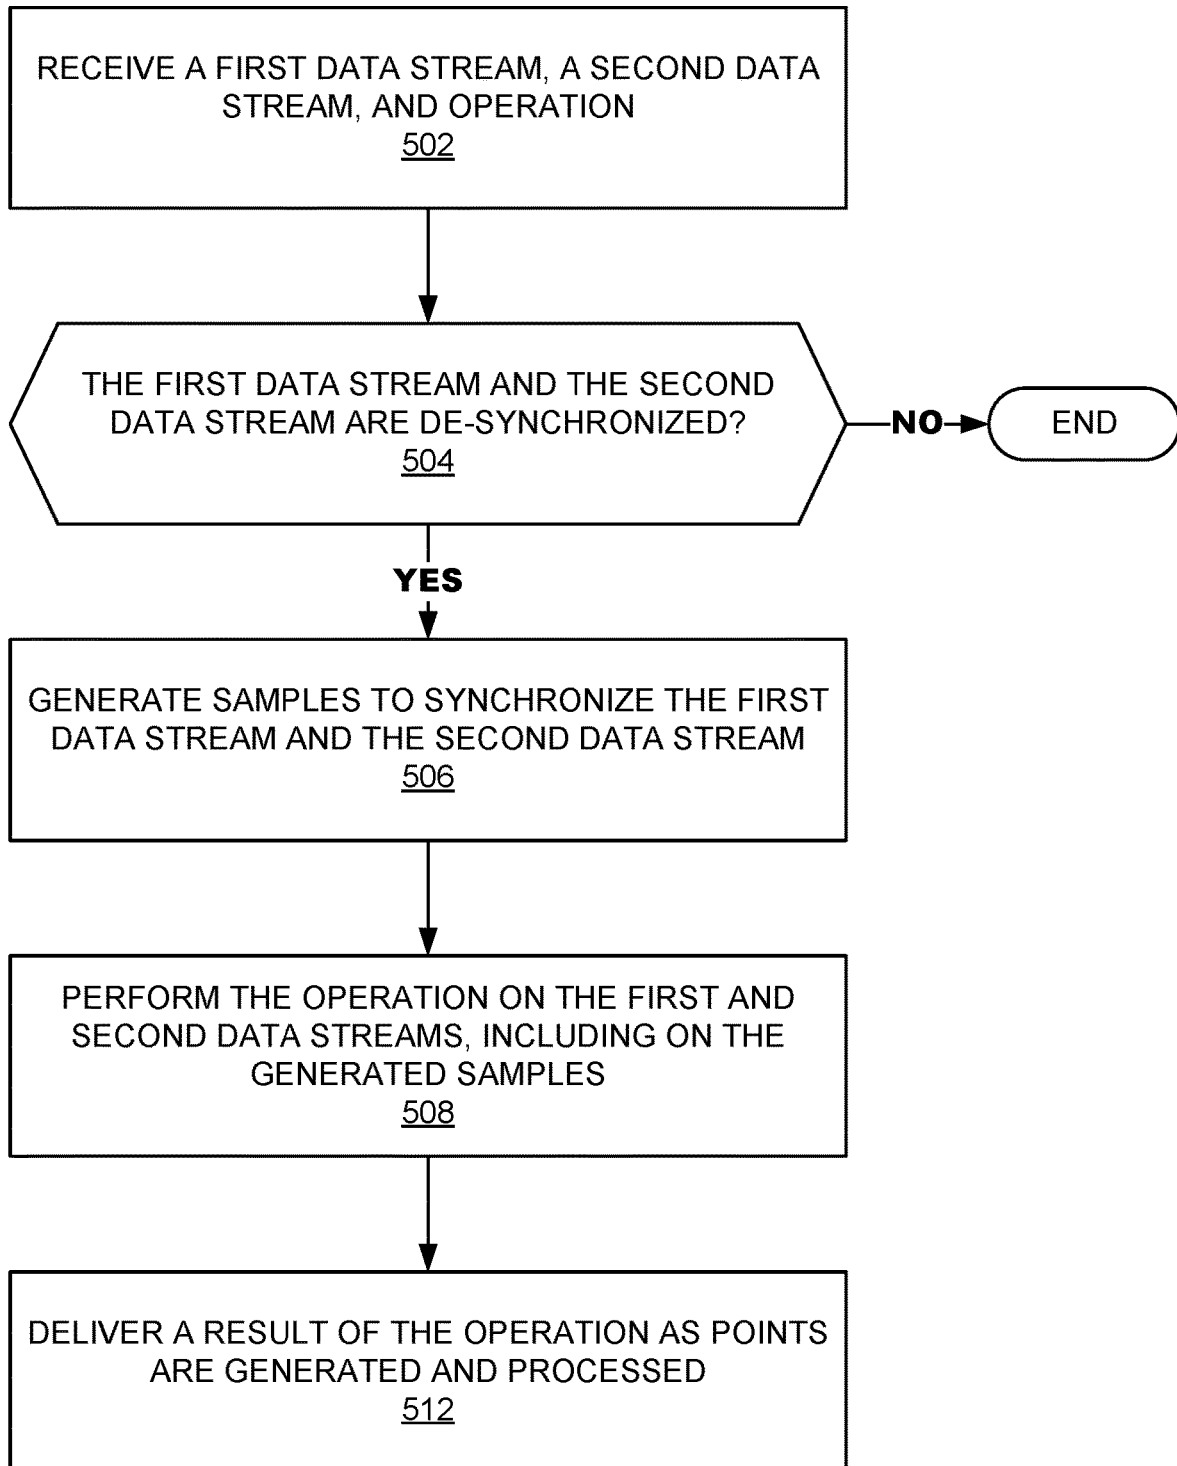 RECEIVE A FIRST DATA STREAM, A SECOND DATA
STREAM, AND OPERATION
502
THE FIRST DATA STREAM AND THE SECOND
DATA STREAM ARE DE-SYNCHRONIZED?
504
NO
END
YES
GENERATE SAMPLES TO SYNCHRONIZE THE FIRST
DATA STREAM AND THE SECOND DATA STREAM
506
PERFORM THE OPERATION ON THE FIRST AND
SECOND DATA STREAMS, INCLUDING ON THE
GENERATED SAMPLES
508
DELIVER A RESULT OF THE OPERATION AS POINTS
ARE GENERATED AND PROCESSED
512